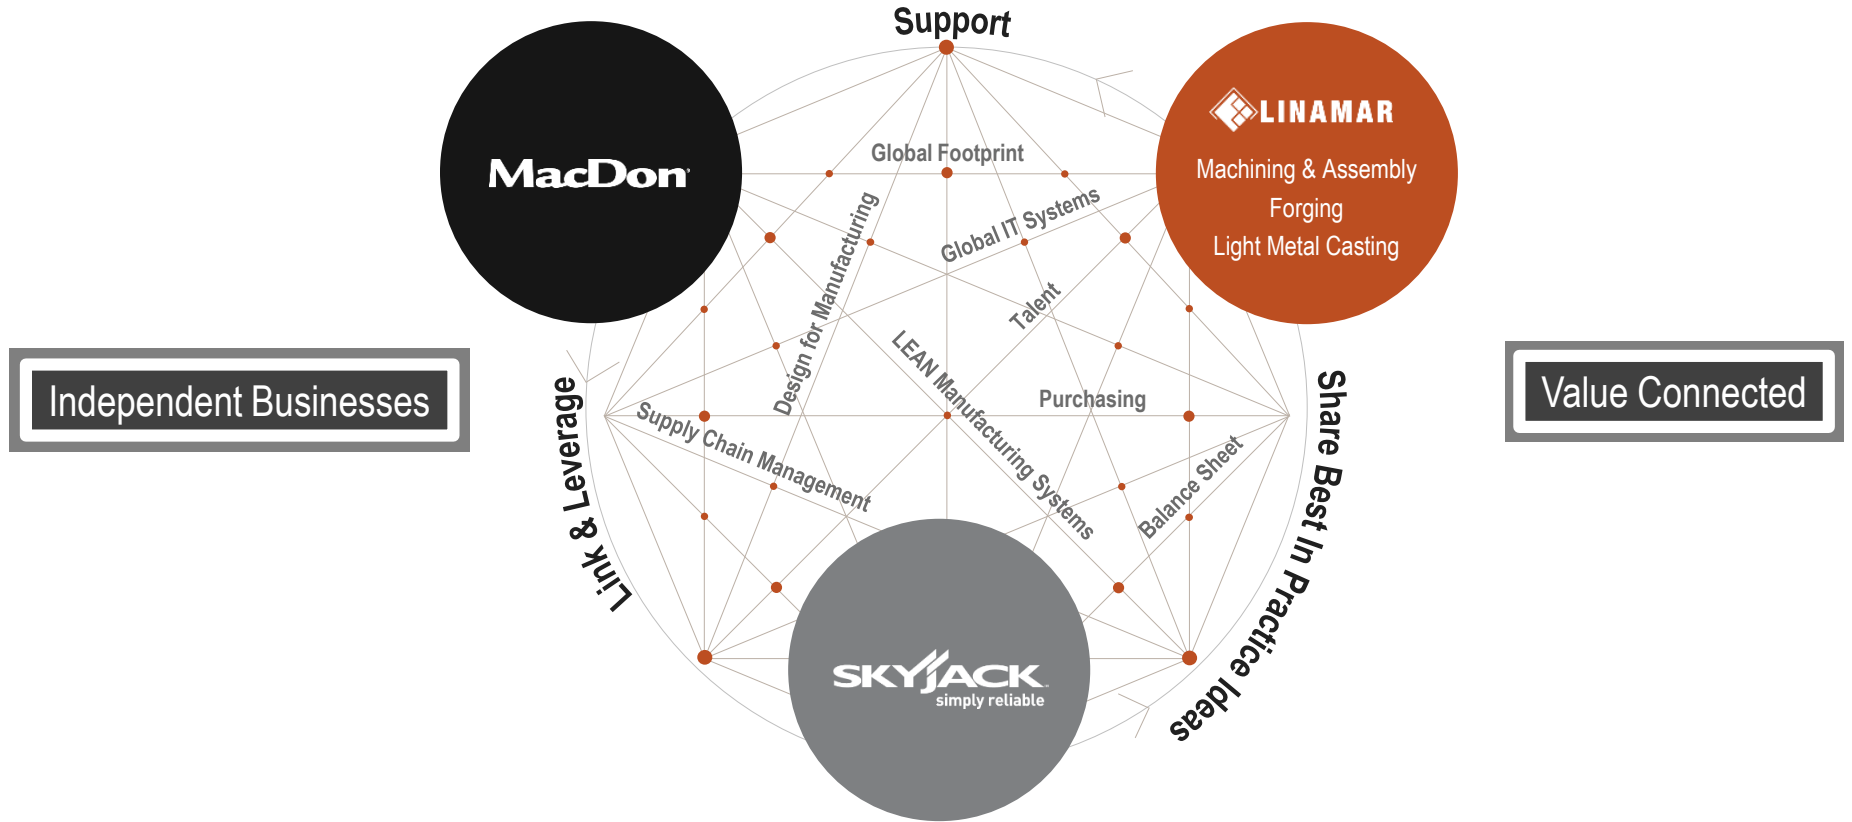 Support
MacDon®
LINAMAR
Machining & Assembly
Forging
Light Metal Casting
Global Footprint
Global IT Systems
Design for Manufacturing
Talent
LEAN Manufacturing Systems
Independent Businesses
Value Connected
Link & Leverage
Purchasing
Share Best In Practice Ideas
Supply Chain Management
Balance Sheet
SKYJACK™
simply reliable